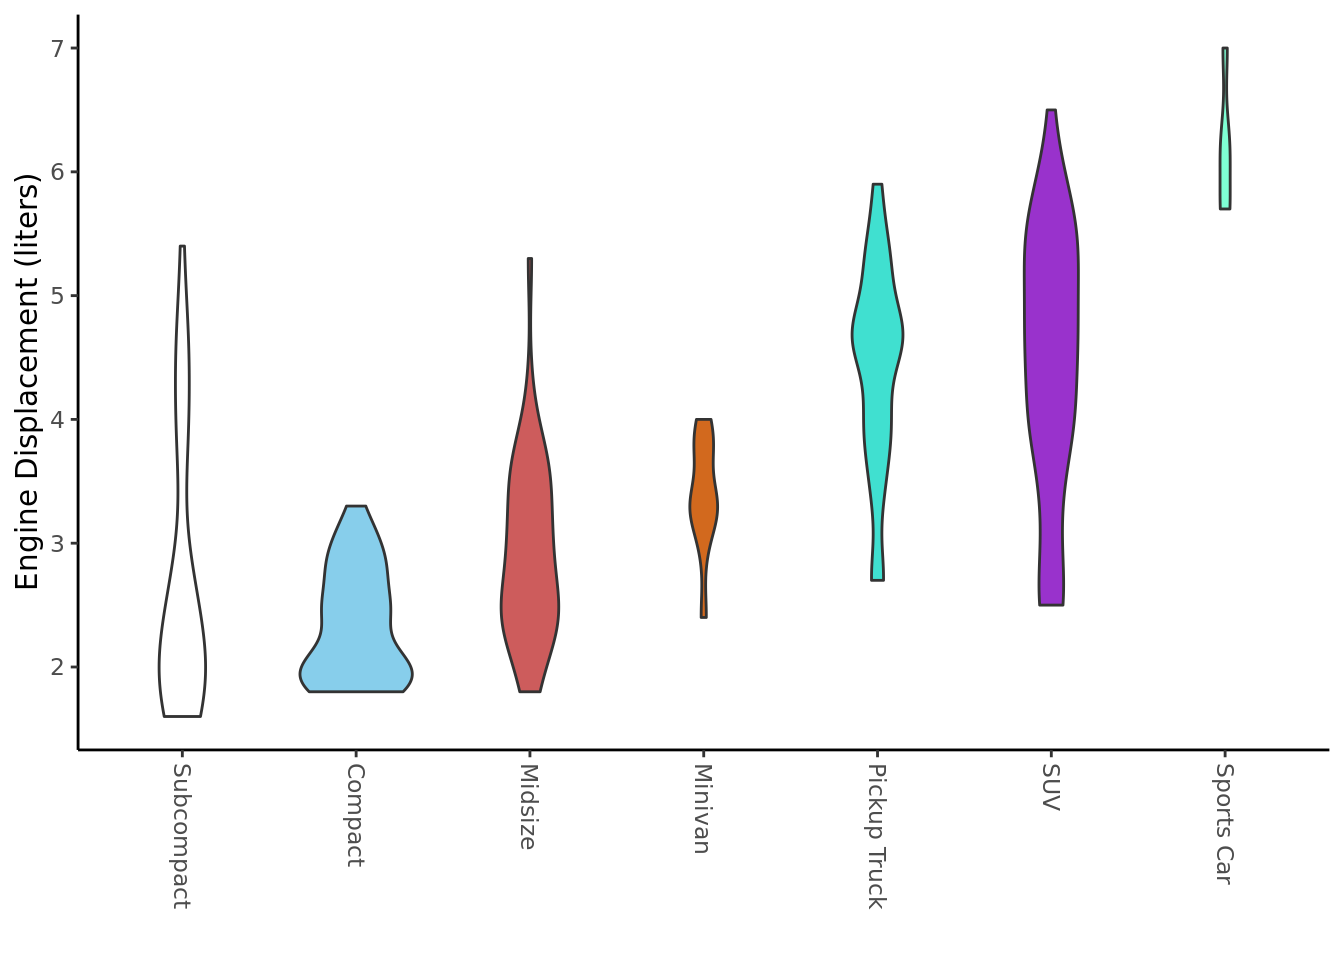 Engine Displacement (liters)
7
6
5
4
3
2
Subcompact
Compact
Midsize
Minivan
Pickup Truck
SUV
Sports Car